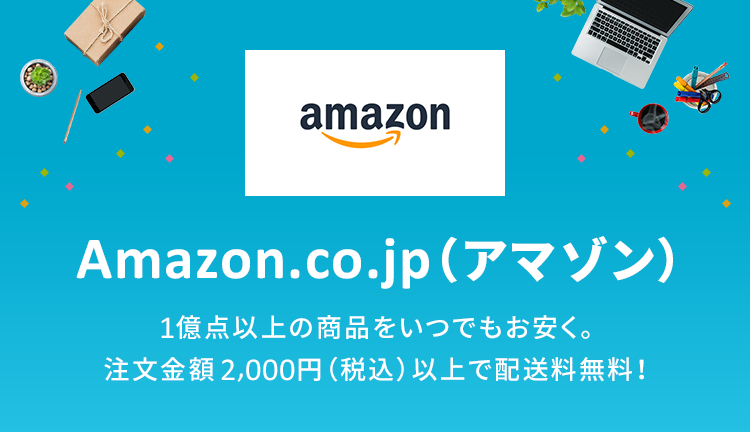 amazon
Amazon.co.jp（アマゾン）
1億点以上の商品をいつでもお安く。
注文金額 2,000円（税込）以上で配送料無料！